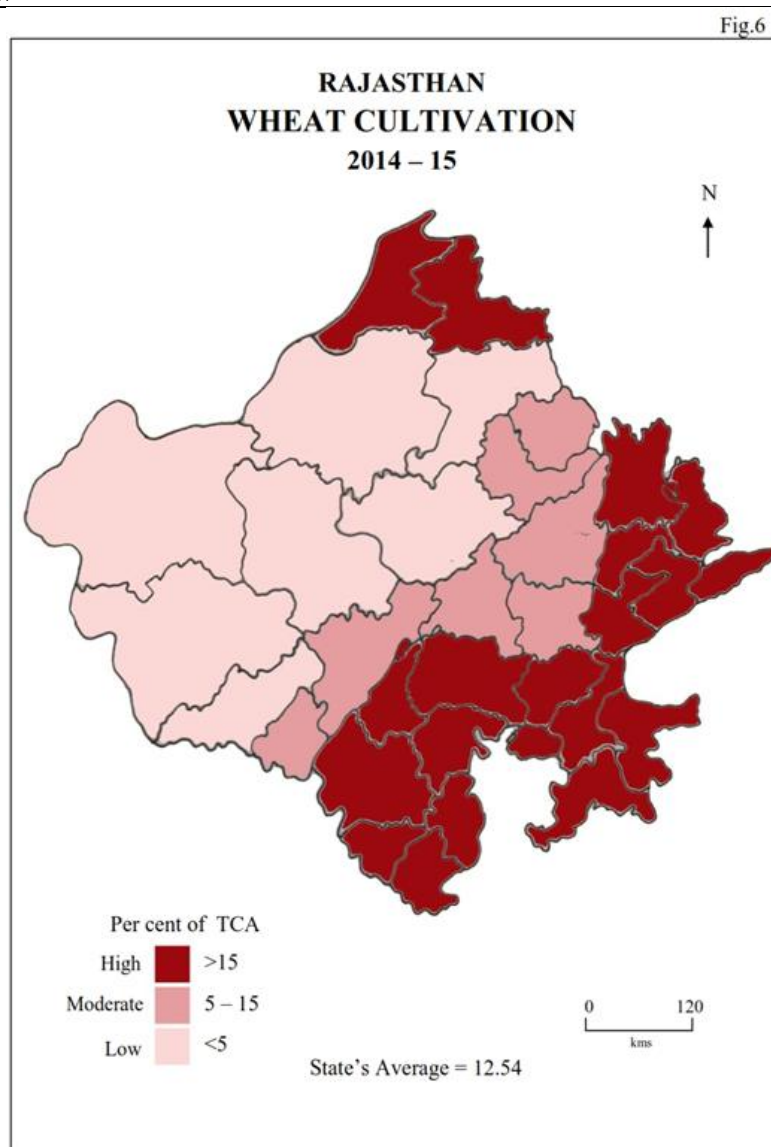 Fig.6
RAJASTHAN
WHEAT CULTIVATION
2014 – 15
N
Per cent of TCA
High >15
Moderate 5 – 15
Low <5
0 120
kms
State's Average = 12.54